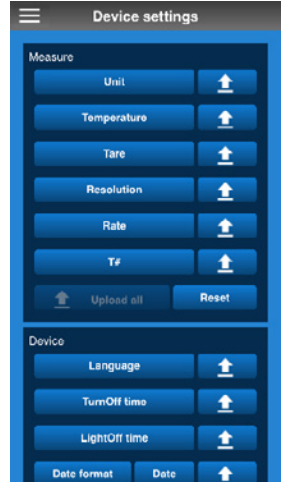 Device settings
Measure
Unit
Temperature
Tare
Resolution
Rate
T#
Upload all Reset
Device
Language
TurnOff time
LightOff time
Date format Date